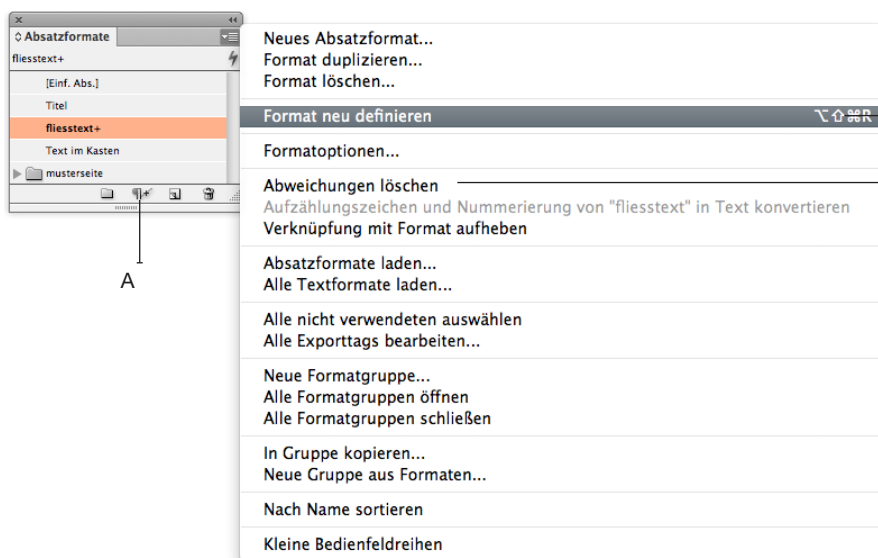 Absatzformate
fliesstext+
[Einf. Abs.]
Titel
fliesstext+
Text im Kasten
musterseite
A
Neues Absatzformat...
Format duplizieren...
Format löschen...
Format neu definieren ⌥⇧⌘R
Formatoptionen...
Abweichungen löschen
Aufzählungszeichen und Nummerierung von "fliesstext" in Text konvertieren
Verknüpfung mit Format aufheben
Absatzformate laden...
Alle Textformate laden...
Alle nicht verwendeten auswählen
Alle Exporttags bearbeiten...
Neue Formatgruppe...
Alle Formatgruppen öffnen
Alle Formatgruppen schließen
In Gruppe kopieren...
Neue Gruppe aus Formaten...
Nach Name sortieren
Kleine Bedienfeldreihen